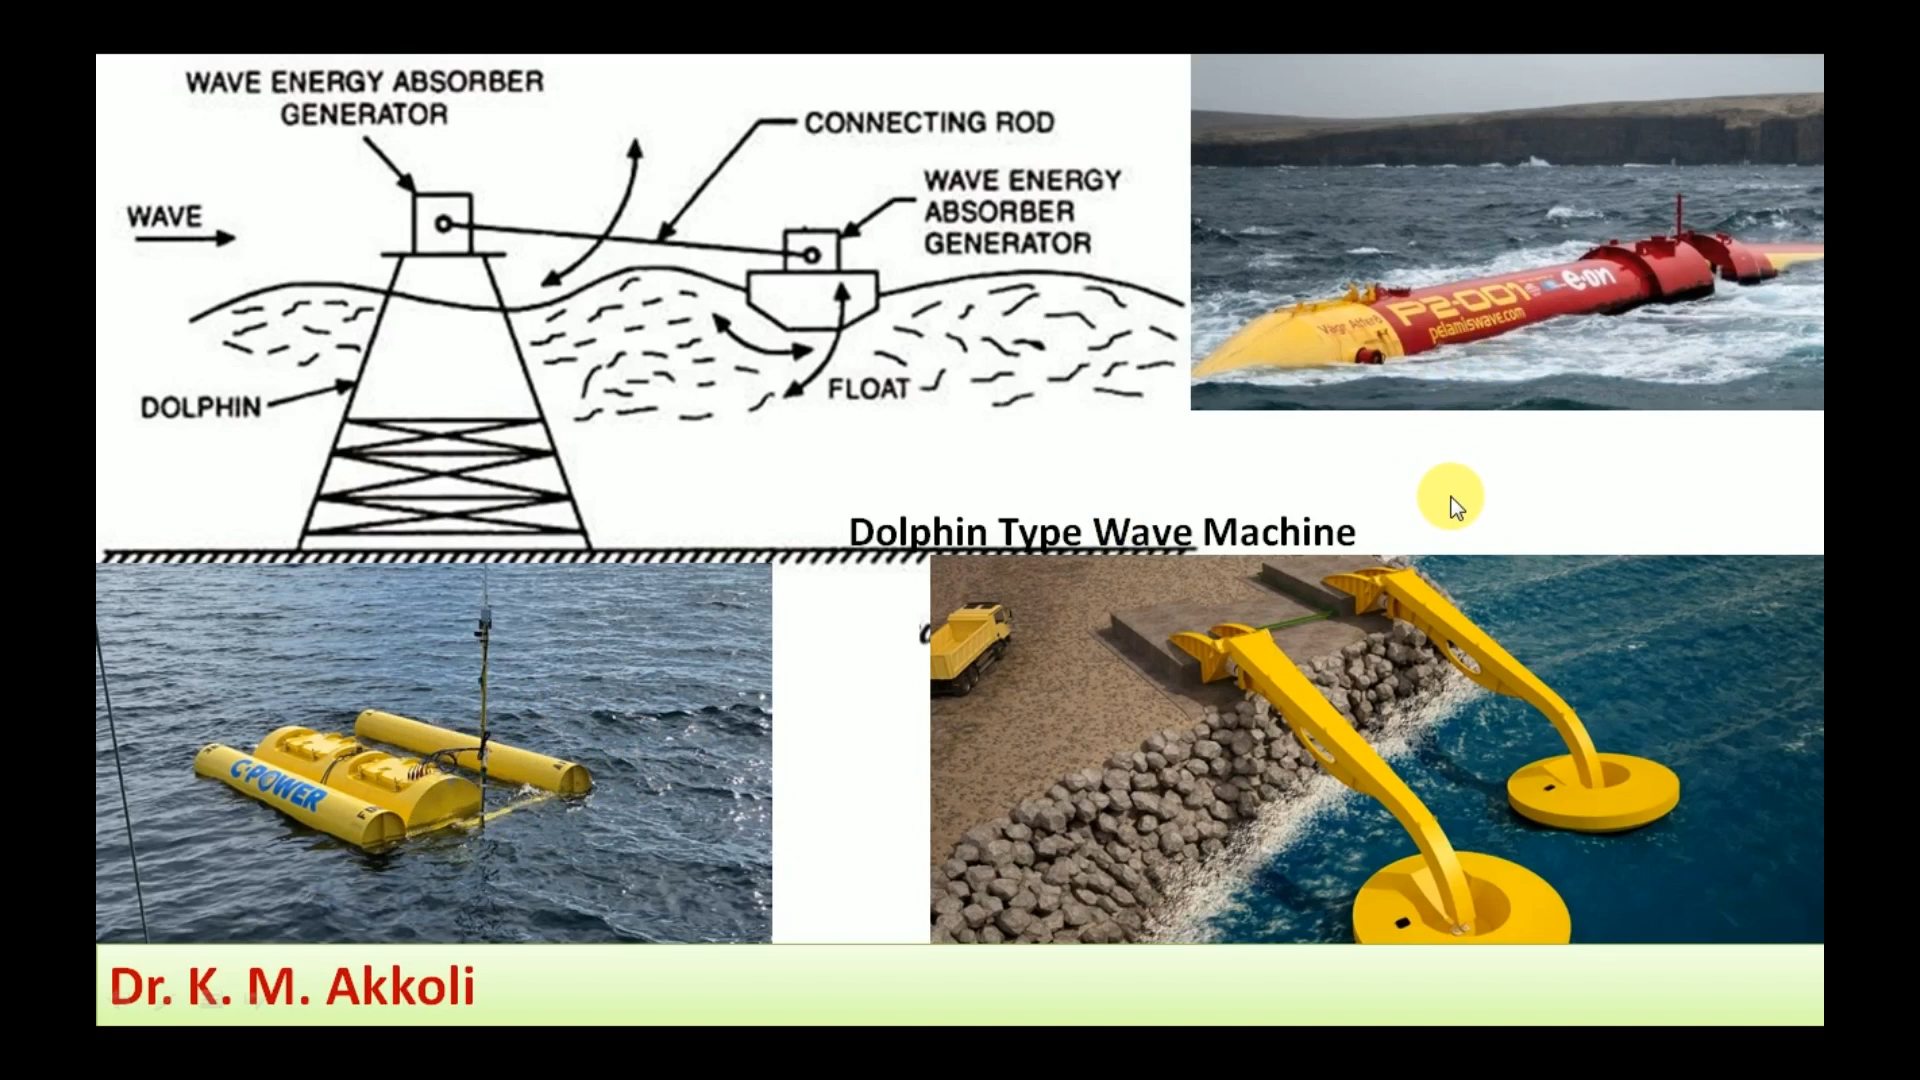 WAVE ENERGY ABSORBER
GENERATOR
CONNECTING ROD
WAVE ENERGY
ABSORBER
GENERATOR
WAVE
DOLPHIN
FLOAT
P2-001
e·on
pelamiswave.com
Dolphin Type Wave Machine
C·POWER
Dr. K. M. Akkoli